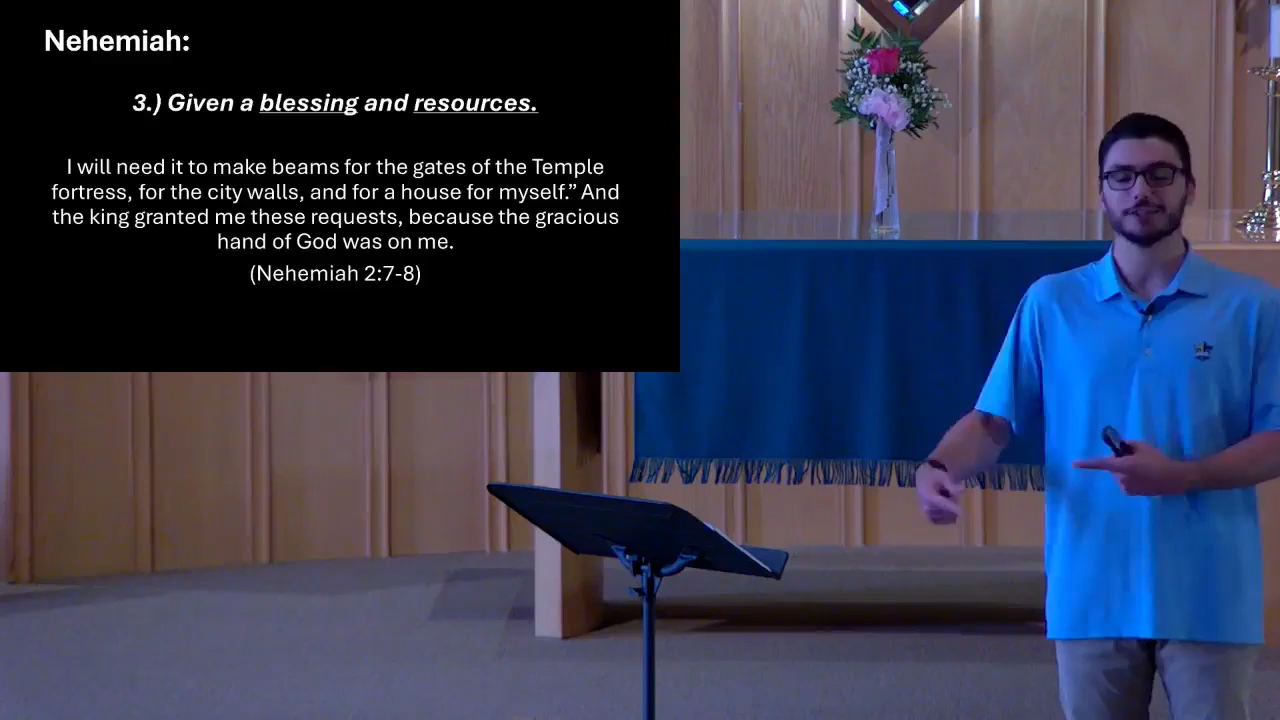 Nehemiah:
3.) Given a blessing and resources.
I will need it to make beams for the gates of the Temple
fortress, for the city walls, and for a house for myself.” And
the king granted me these requests, because the gracious
hand of God was on me.
(Nehemiah 2:7-8)